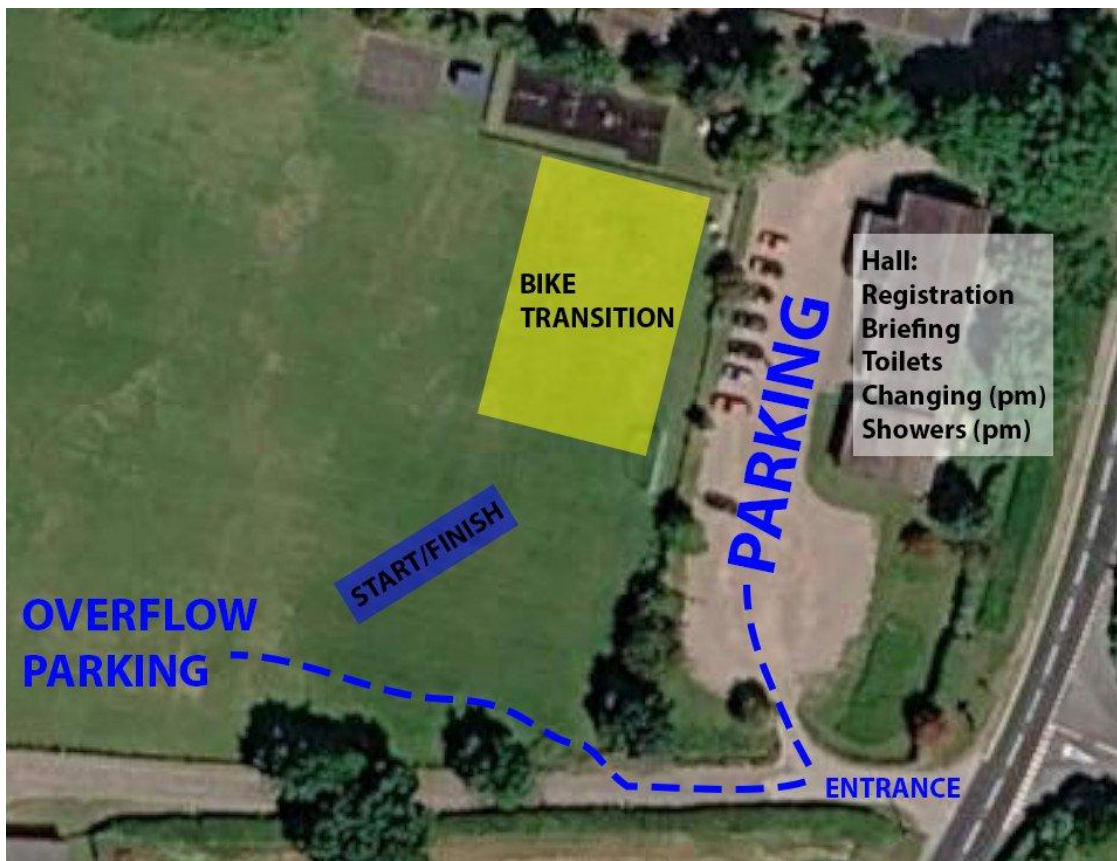 BIKE
TRANSITION
Hall:
Registration
Briefing
Toilets
Changing (pm)
Showers (pm)
PARKING
START/FINISH
OVERFLOW
PARKING
ENTRANCE